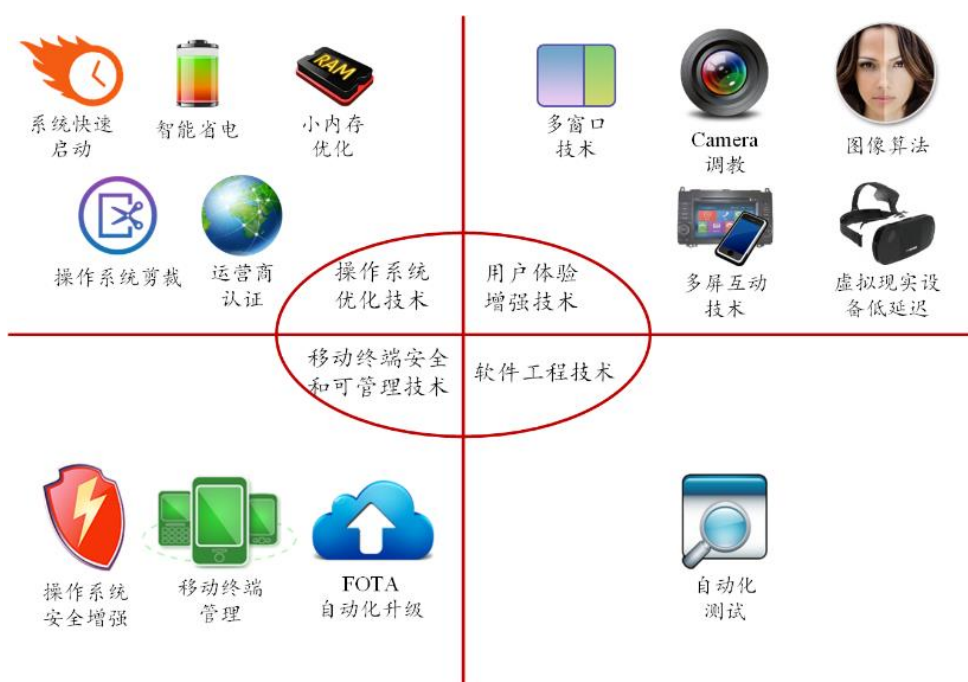 RAM
系统快速
启动
智能省电
小内存
优化
操作系统剪裁
运营商
认证
操作系统
优化技术
多窗口
技术
Camera
调教
图像算法
多屏互动
技术
虚拟现实设
备低延迟
用户体验
增强技术
移动终端安全
和可管理技术
软件工程技术
操作系统
安全增强
移动终端
管理
FOTA
自动化升级
自动化
测试